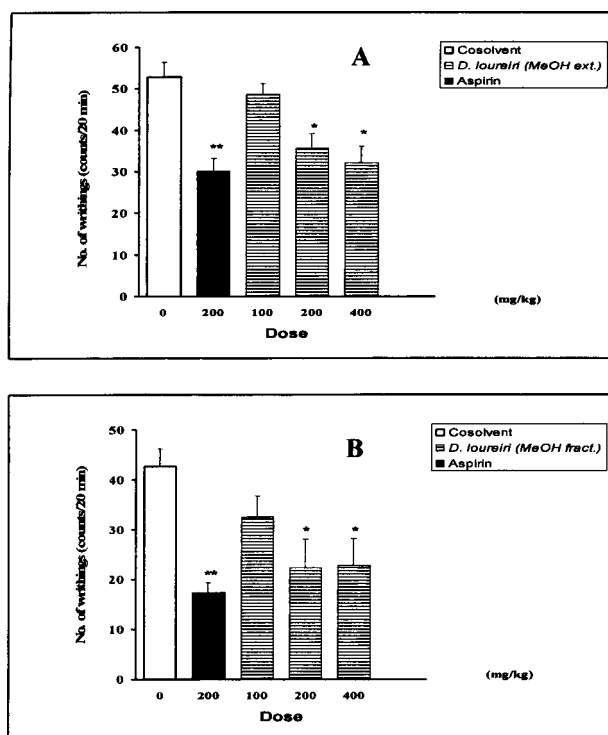 A
Cosolvent
D. loureiri (MeOH ext.)
Aspirin
No. of writhings (counts/20 min)
60
50
40
30
20
10
0
**
*
*
0 200 100 200 400
(mg/kg)
Dose
B
Cosolvent
D. loureiri (MeOH fract.)
Aspirin
No. of writhings (counts/20 min)
50
40
30
20
10
0
**
*
*
0 200 100 200 400
(mg/kg)
Dose